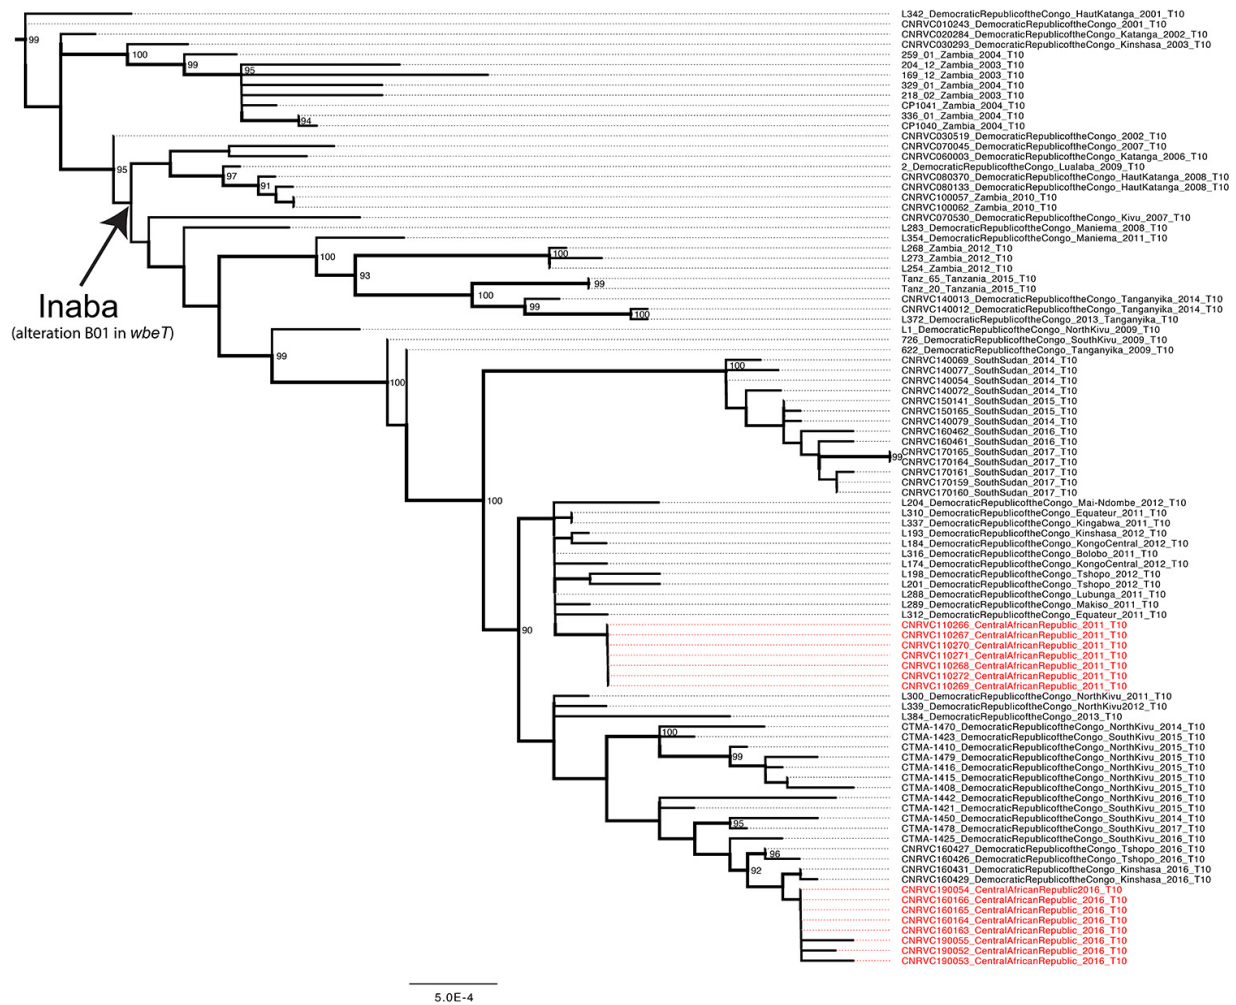 L342_DemocraticRepublicoftheCongo_HautKatanga_2001_T10
CNRVC010243_DemocraticRepublicoftheCongo_2001_T10
CNRVC020284_DemocraticRepublicoftheCongo_Katanga_2002_T10
99
CNRVC030293_DemocraticRepublicoftheCongo_Kinshasa_2003_T10
100
259_01_Zambia_2004_T10
99
204_12_Zambia_2003_T10
95
169_12_Zambia_2003_T10
329_01_Zambia_2004_T10
218_02_Zambia_2003_T10
CP1041_Zambia_2004_T10
336_01_Zambia_2004_T10
94
CP1040_Zambia_2004_T10
CNRVC030519_DemocraticRepublicoftheCongo_2002_T10
CNRVC070045_DemocraticRepublicoftheCongo_2007_T10
CNRVC060003_DemocraticRepublicoftheCongo_Katanga_2006_T10
95
2_DemocraticRepublicoftheCongo_Lualaba_2009_T10
97
CNRVC080370_DemocraticRepublicoftheCongo_HautKatanga_2008_T10
91
CNRVC080133_DemocraticRepublicoftheCongo_HautKatanga_2008_T10
CNRVC100057_Zambia_2010_T10
CNRVC100062_Zambia_2010_T10
CNRVC070530_DemocraticRepublicoftheCongo_Kivu_2007_T10
L283_DemocraticRepublicoftheCongo_Maniema_2008_T10
L354_DemocraticRepublicoftheCongo_Maniema_2011_T10
L268_Zambia_2012_T10
100
100
L273_Zambia_2012_T10
L254_Zambia_2012_T10
93
Tanz_65_Tanzania_2015_T10
99
Tanz_20_Tanzania_2015_T10
100
CNRVC140013_DemocraticRepublicoftheCongo_Tanganyika_2014_T10
99
CNRVC140012_DemocraticRepublicoftheCongo_Tanganyika_2014_T10
100
L372_DemocraticRepublicoftheCongo_2013_Tanganyika_T10
Inaba
(alteration B01 in wbeT)
L1_DemocraticRepublicoftheCongo_NorthKivu_2009_T10
726_DemocraticRepublicoftheCongo_SouthKivu_2009_T10
622_DemocraticRepublicoftheCongo_Tanganyika_2009_T10
99
CNRVC140069_SouthSudan_2014_T10
100
CNRVC140077_SouthSudan_2014_T10
100
CNRVC140054_SouthSudan_2014_T10
CNRVC140072_SouthSudan_2014_T10
CNRVC150141_SouthSudan_2015_T10
CNRVC150165_SouthSudan_2015_T10
CNRVC140079_SouthSudan_2014_T10
CNRVC160462_SouthSudan_2016_T10
CNRVC160461_SouthSudan_2016_T10
CNRVC170165_SouthSudan_2017_T10
99
CNRVC170164_SouthSudan_2017_T10
CNRVC170161_SouthSudan_2017_T10
CNRVC170159_SouthSudan_2017_T10
CNRVC170160_SouthSudan_2017_T10
100
L204_DemocraticRepublicoftheCongo_Mai-Ndombe_2012_T10
L310_DemocraticRepublicoftheCongo_Equateur_2011_T10
L337_DemocraticRepublicoftheCongo_Kingabwa_2011_T10
L193_DemocraticRepublicoftheCongo_Kinshasa_2012_T10
L184_DemocraticRepublicoftheCongo_KongoCentral_2012_T10
L316_DemocraticRepublicoftheCongo_Bolobo_2011_T10
L174_DemocraticRepublicoftheCongo_KongoCentral_2012_T10
L198_DemocraticRepublicoftheCongo_Tshopo_2012_T10
L201_DemocraticRepublicoftheCongo_Tshopo_2012_T10
L288_DemocraticRepublicoftheCongo_Lubunga_2011_T10
L289_DemocraticRepublicoftheCongo_Makiso_2011_T10
L312_DemocraticRepublicoftheCongo_Equateur_2011_T10
CNRVC110266_CentralAfricanRepublic_2011_T10
90
CNRVC110267_CentralAfricanRepublic_2011_T10
CNRVC110270_CentralAfricanRepublic_2011_T10
CNRVC110271_CentralAfricanRepublic_2011_T10
CNRVC110268_CentralAfricanRepublic_2011_T10
CNRVC110272_CentralAfricanRepublic_2011_T10
CNRVC110269_CentralAfricanRepublic_2011_T10
L300_DemocraticRepublicoftheCongo_NorthKivu_2011_T10
L339_DemocraticRepublicoftheCongo_NorthKivu2012_T10
L384_DemocraticRepublicoftheCongo_2013_T10
CTMA-1470_DemocraticRepublicoftheCongo_NorthKivu_2014_T10
100
CTMA-1423_DemocraticRepublicoftheCongo_SouthKivu_2015_T10
CTMA-1410_DemocraticRepublicoftheCongo_NorthKivu_2015_T10
99
CTMA-1479_DemocraticRepublicoftheCongo_NorthKivu_2015_T10
CTMA-1416_DemocraticRepublicoftheCongo_NorthKivu_2015_T10
CTMA-1415_DemocraticRepublicoftheCongo_NorthKivu_2015_T10
CTMA-1408_DemocraticRepublicoftheCongo_NorthKivu_2015_T10
CTMA-1442_DemocraticRepublicoftheCongo_NorthKivu_2016_T10
CTMA-1421_DemocraticRepublicoftheCongo_SouthKivu_2015_T10
CTMA-1450_DemocraticRepublicoftheCongo_SouthKivu_2014_T10
95
CTMA-1478_DemocraticRepublicoftheCongo_SouthKivu_2017_T10
CTMA-1425_DemocraticRepublicoftheCongo_SouthKivu_2016_T10
CNRVC160427_DemocraticRepublicoftheCongo_Tshopo_2016_T10
96
CNRVC160426_DemocraticRepublicoftheCongo_Tshopo_2016_T10
92
CNRVC160431_DemocraticRepublicoftheCongo_Kinshasa_2016_T10
CNRVC160429_DemocraticRepublicoftheCongo_Kinshasa_2016_T10
CNRVC190054_CentralAfricanRepublic2016_T10
CNRVC160166_CentralAfricanRepublic_2016_T10
CNRVC160165_CentralAfricanRepublic_2016_T10
CNRVC160164_CentralAfricanRepublic_2016_T10
CNRVC160163_CentralAfricanRepublic_2016_T10
CNRVC190055_CentralAfricanRepublic_2016_T10
CNRVC190052_CentralAfricanRepublic_2016_T10
CNRVC190053_CentralAfricanRepublic_2016_T10
5.0E-4